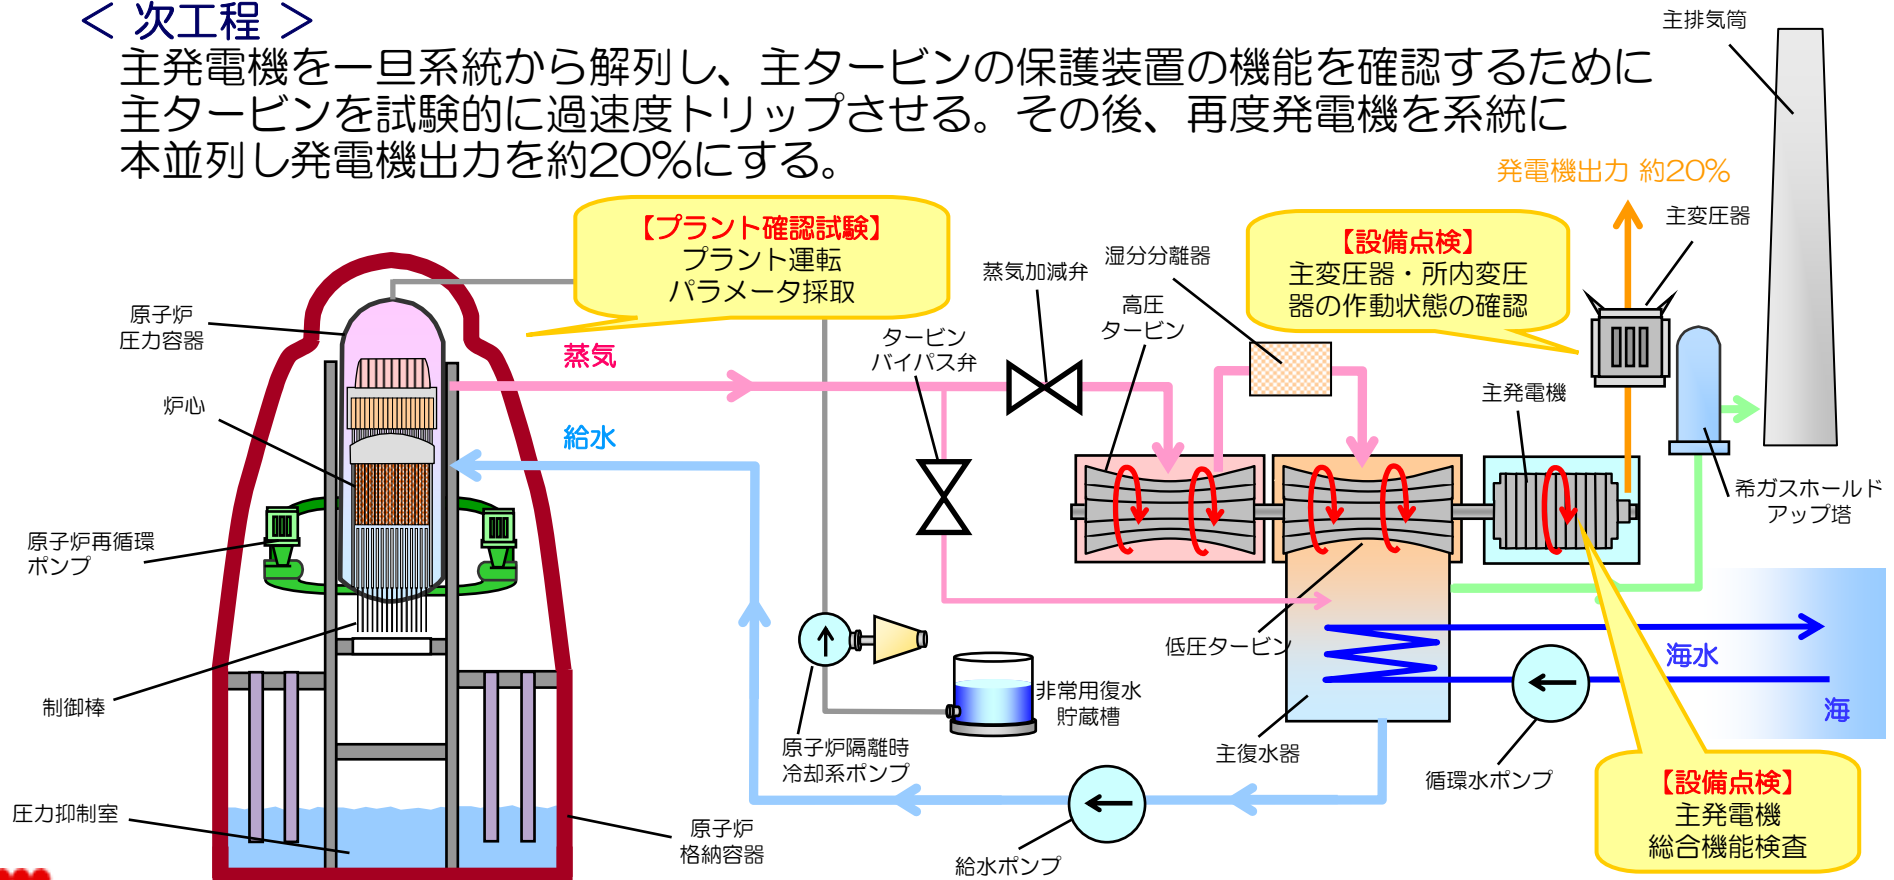 ＜ 次工程 ＞
主発電機を一旦系統から解列し、主タービンの保護装置の機能を確認するために
主タービンを試験的に過速度トリップさせる。その後、再度発電機を系統に
本並列し発電機出力を約20%にする。
主排気筒
発電機出力 約20%
主変圧器
【プラント確認試験】
プラント運転
パラメータ採取
【設備点検】
主変圧器・所内変圧
器の作動状態の確認
湿分分離器
蒸気加減弁
高圧
タービン
タービン
バイパス弁
原子炉
圧力容器
蒸気
炉心
給水
主発電機
希ガスホールド
アップ塔
原子炉再循環
ポンプ
低圧タービン
海水
海
制御棒
非常用復水
貯蔵槽
原子炉隔離時
冷却系ポンプ
主復水器
循環水ポンプ
【設備点検】
主発電機
総合機能検査
圧力抑制室
原子炉
格納容器
給水ポンプ